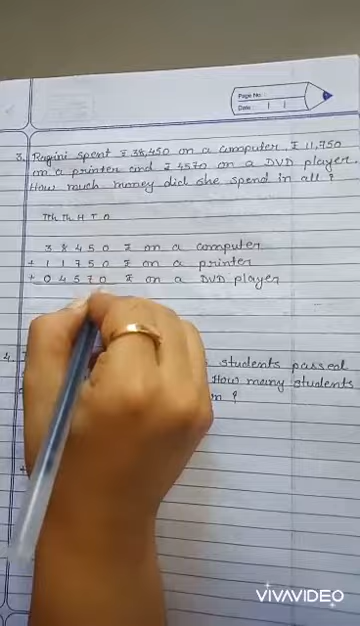 Page No:
Date:
3. Ragini spent ₹ 38,450 on a computer, ₹ 11,750
on a printer and ₹ 4570 on a DVD player.
How much money did she spend in all?
TTh Th H T O
3 8 4 5 0 ₹ on a computer
+ 1 1 7 5 0 ₹ on a printer
+ 0 4 5 7 0 ₹ on a DVD player
4. students passed
How many students
?
VIVAVIDEO